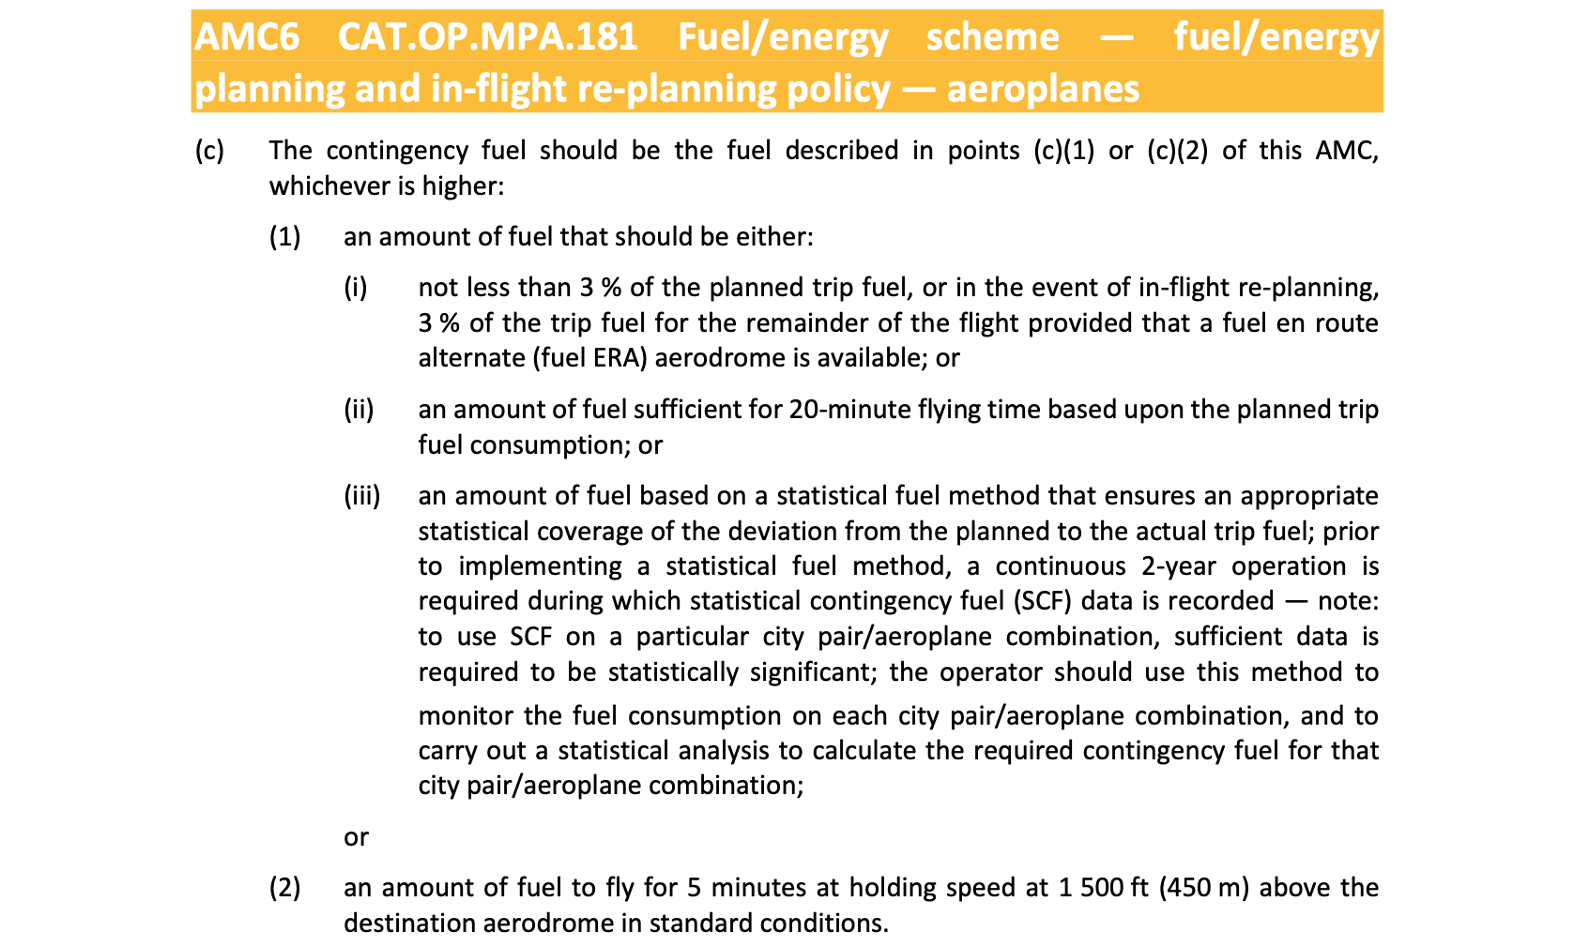 AMC6 CAT.OP.MPA.181 Fuel/energy scheme — fuel/energy
planning and in-flight re-planning policy — aeroplanes
(c) The contingency fuel should be the fuel described in points (c)(1) or (c)(2) of this AMC,
whichever is higher:
(1) an amount of fuel that should be either:
(i) not less than 3 % of the planned trip fuel, or in the event of in-flight re-planning,
3 % of the trip fuel for the remainder of the flight provided that a fuel en route
alternate (fuel ERA) aerodrome is available; or
(ii) an amount of fuel sufficient for 20-minute flying time based upon the planned trip
fuel consumption; or
(iii) an amount of fuel based on a statistical fuel method that ensures an appropriate
statistical coverage of the deviation from the planned to the actual trip fuel; prior
to implementing a statistical fuel method, a continuous 2-year operation is
required during which statistical contingency fuel (SCF) data is recorded — note:
to use SCF on a particular city pair/aeroplane combination, sufficient data is
required to be statistically significant; the operator should use this method to
monitor the fuel consumption on each city pair/aeroplane combination, and to
carry out a statistical analysis to calculate the required contingency fuel for that
city pair/aeroplane combination;
or
(2) an amount of fuel to fly for 5 minutes at holding speed at 1 500 ft (450 m) above the
destination aerodrome in standard conditions.